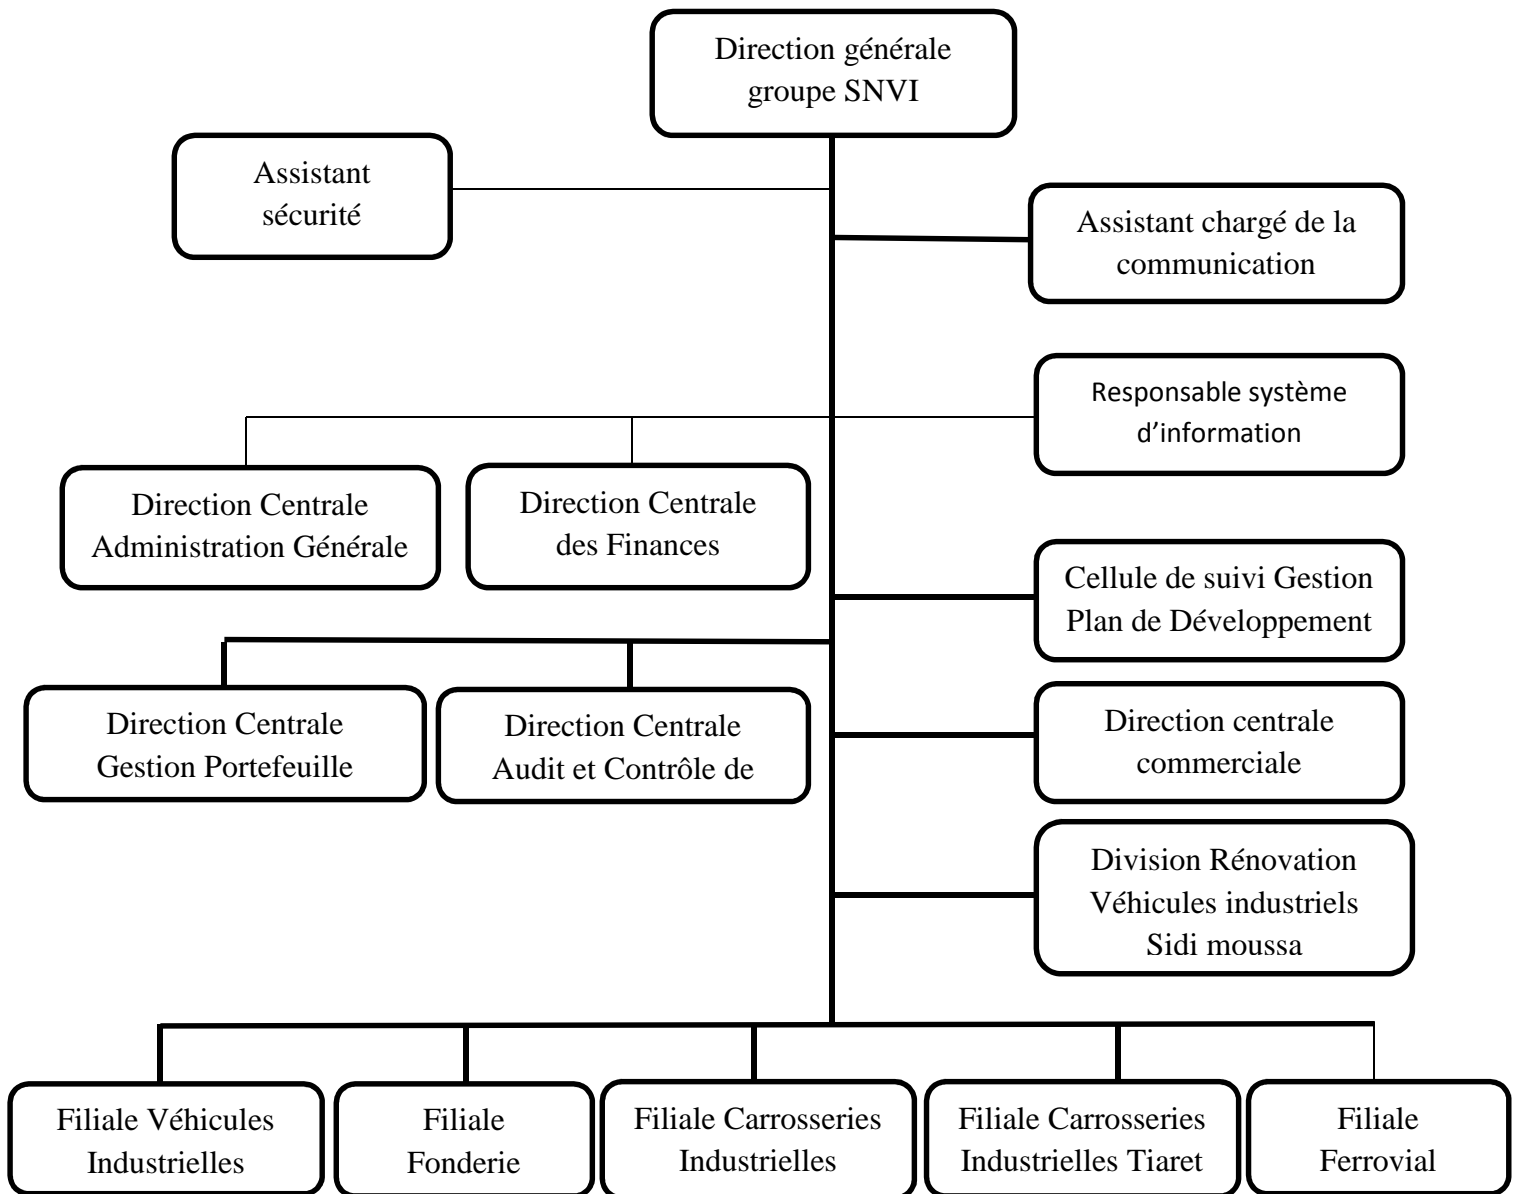 Direction générale
groupe SNVI
Assistant
sécurité
Assistant chargé de la
communication
Responsable système
d’information
Direction Centrale
Administration Générale
Direction Centrale
des Finances
Cellule de suivi Gestion
Plan de Développement
Direction Centrale
Gestion Portefeuille
Direction Centrale
Audit et Contrôle de
Direction centrale
commerciale
Division Rénovation
Véhicules industriels
Sidi moussa
Filiale Véhicules
Industrielles
Filiale
Fonderie
Filiale Carrosseries
Industrielles
Filiale Carrosseries
Industrielles Tiaret
Filiale
Ferrovial